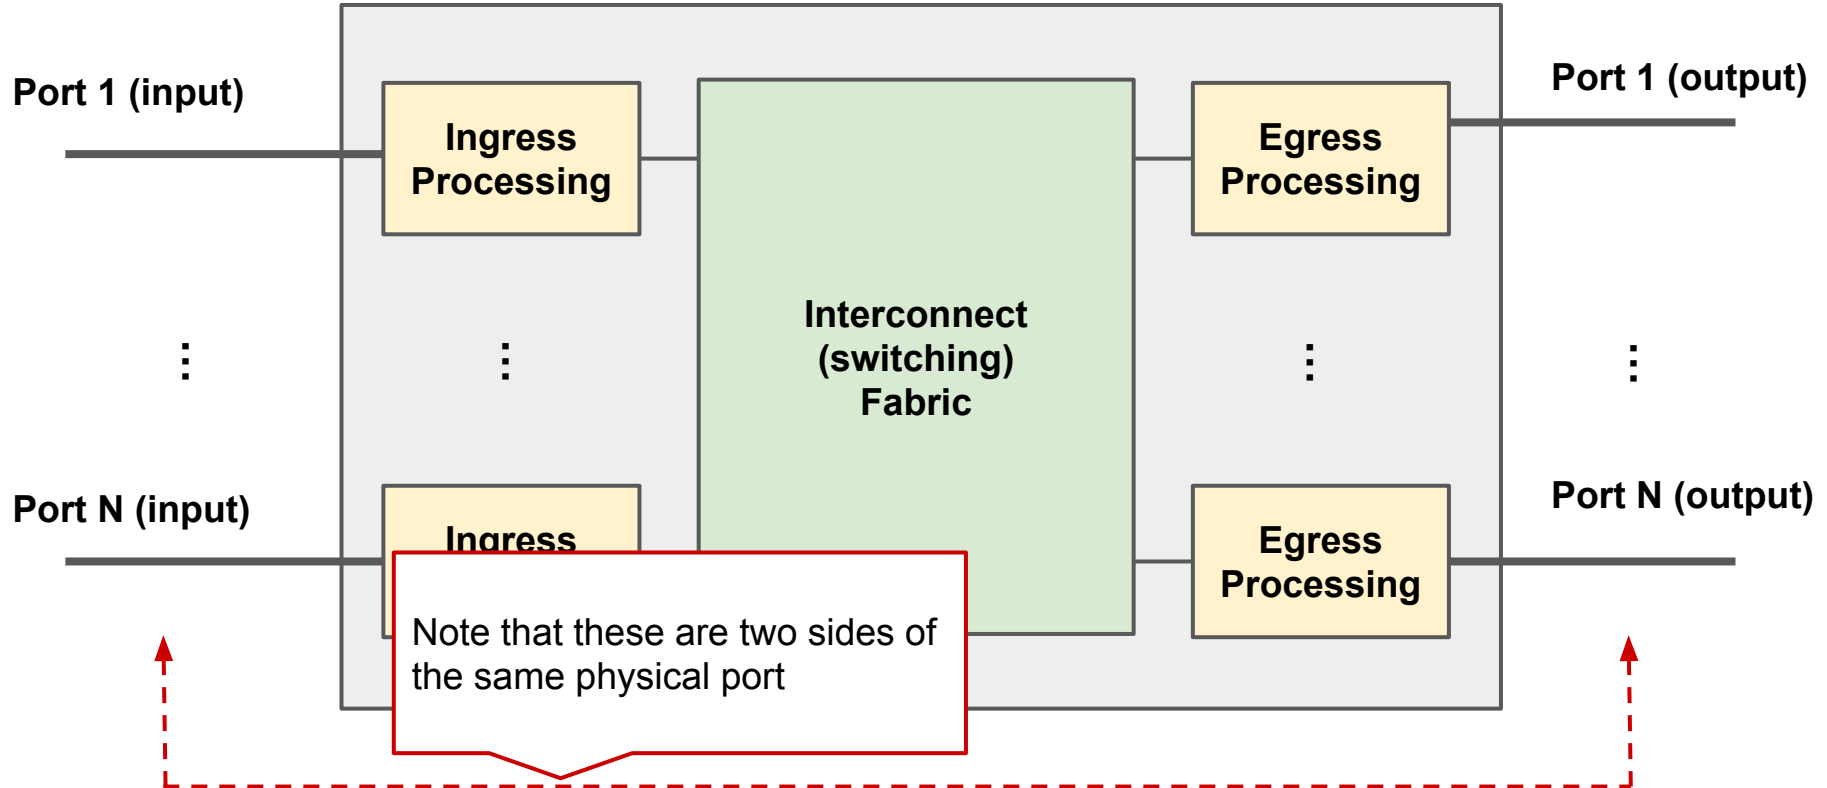 Port 1 (input)
Ingress
Processing
Egress
Processing
Port 1 (output)
Interconnect
(switching)
Fabric
Port N (input)
Ingress
Egress
Processing
Port N (output)
Note that these are two sides of
the same physical port